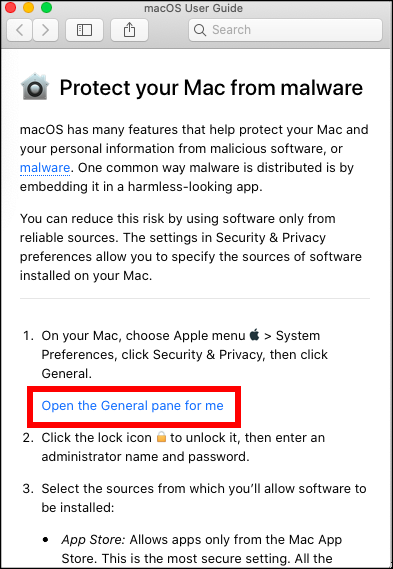 macOS User Guide
Search
Protect your Mac from malware
macOS has many features that help protect your Mac and
your personal information from malicious software, or
malware. One common way malware is distributed is by
embedding it in a harmless-looking app.
You can reduce this risk by using software only from
reliable sources. The settings in Security & Privacy
preferences allow you to specify the sources of software
installed on your Mac.
1. On your Mac, choose Apple menu > System
Preferences, click Security & Privacy, then click
General.
Open the General pane for me
2. Click the lock icon to unlock it, then enter an
administrator name and password.
3. Select the sources from which you’ll allow software to
be installed:
• App Store: Allows apps only from the Mac App
Store. This is the most secure setting. All the